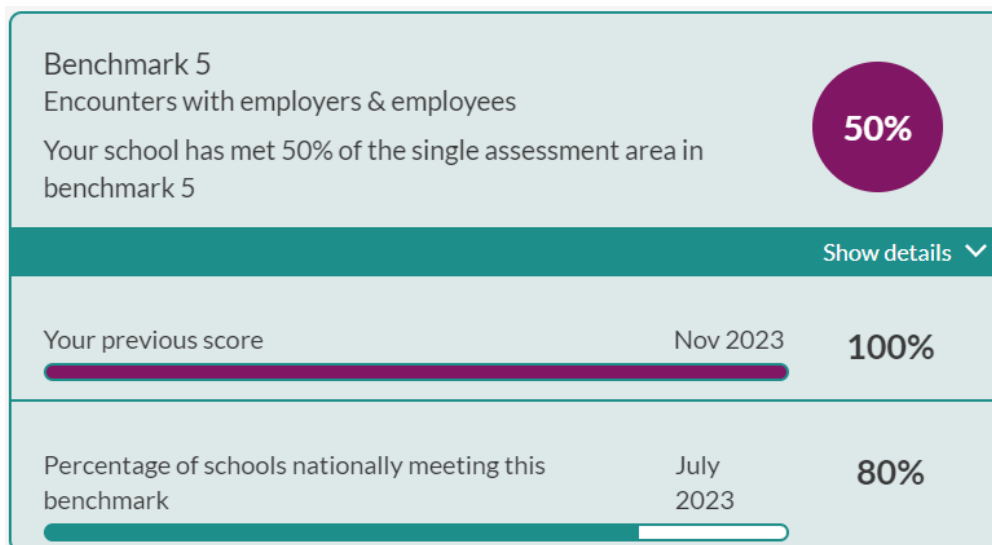 Benchmark 5
Encounters with employers & employees
50%
Your school has met 50% of the single assessment area in
benchmark 5
Show details
Your previous score Nov 2023 100%
Percentage of schools nationally meeting this July 80%
benchmark 2023